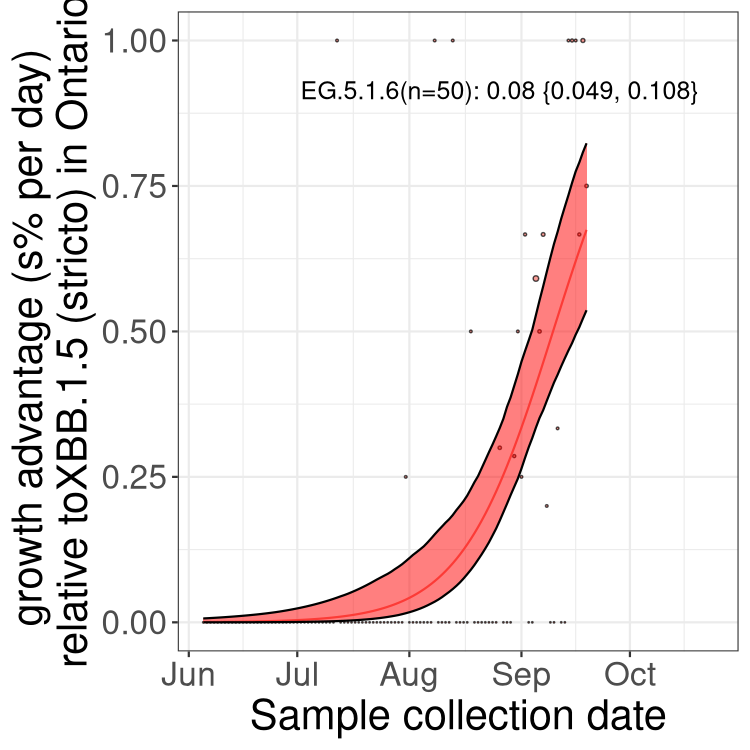 growth advantage (s% per day)
relative toXBB.1.5 (stricto) in Ontario
1.00
0.75
0.50
0.25
0.00
EG.5.1.6(n=50): 0.08 {0.049, 0.108}
Jun Jul Aug Sep Oct
Sample collection date